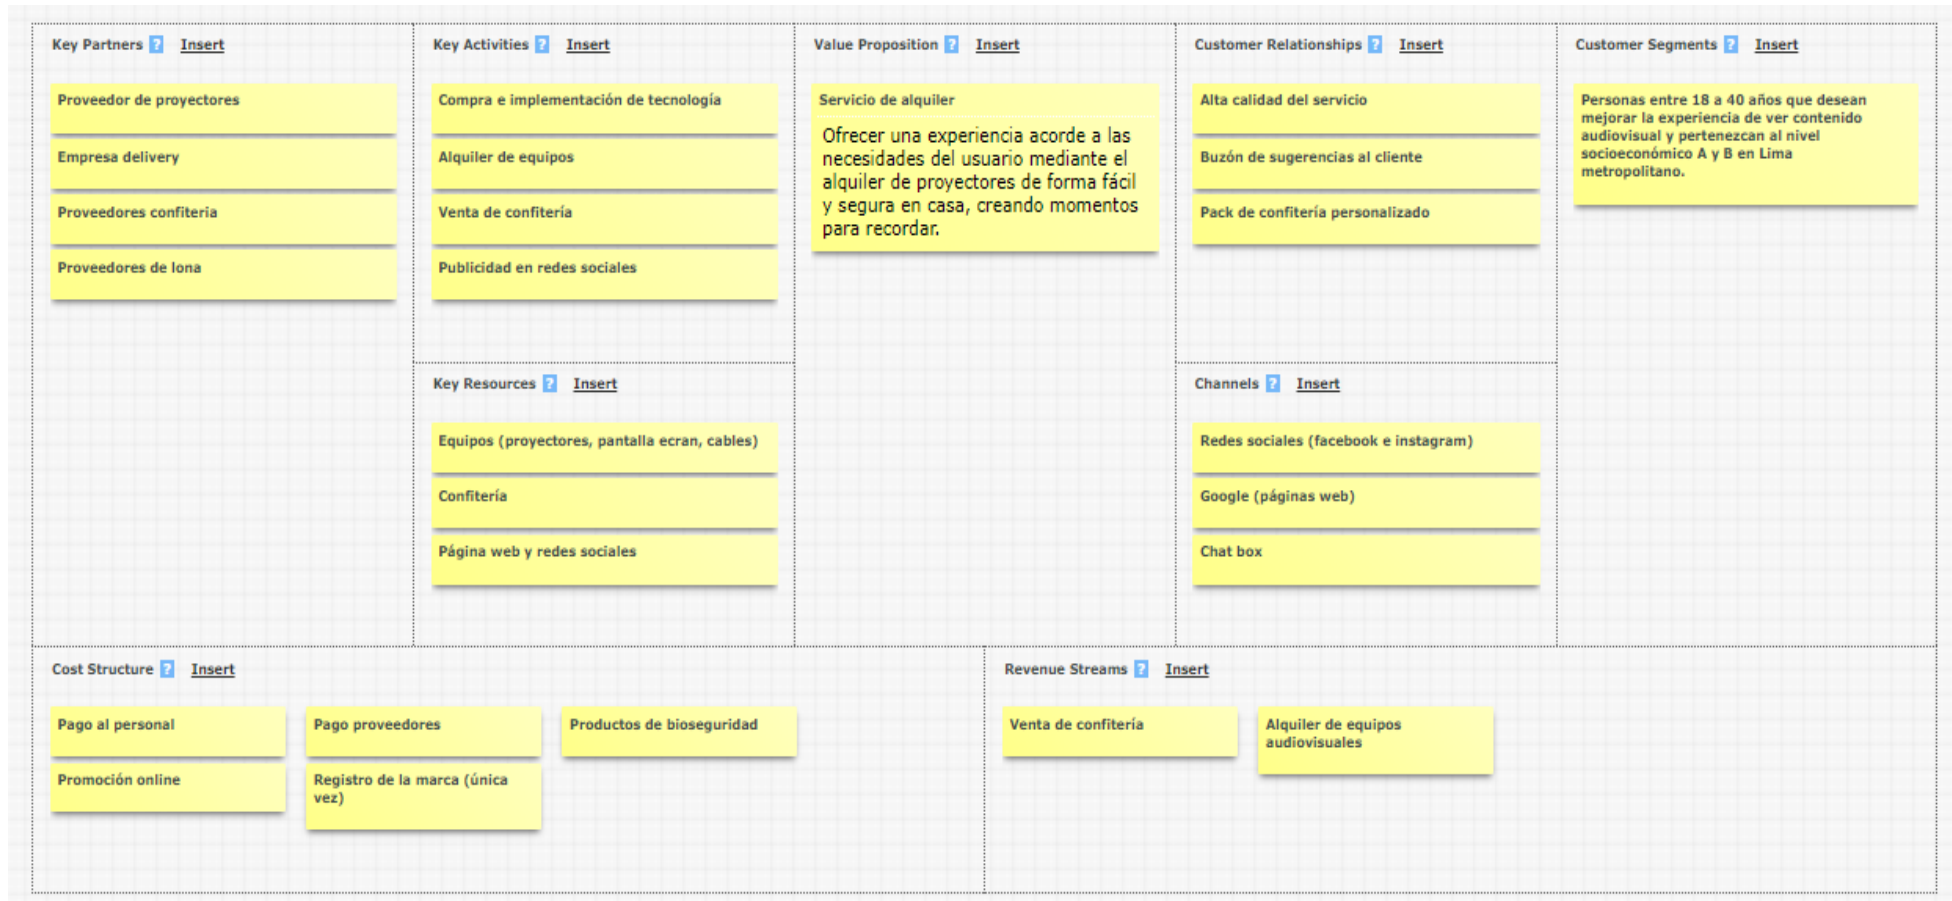 Key Partners ? Insert
Proveedor de proyectores
Empresa delivery
Proveedores confiteria
Proveedores de lona
Key Activities ? Insert
Compra e implementación de tecnología
Alquiler de equipos
Venta de confitería
Publicidad en redes sociales
Key Resources ? Insert
Equipos (proyectores, pantalla ecran, cables)
Confitería
Página web y redes sociales
Value Proposition ? Insert
Servicio de alquiler
Ofrecer una experiencia acorde a las
necesidades del usuario mediante el
alquiler de proyectores de forma fácil
y segura en casa, creando momentos
para recordar.
Customer Relationships ? Insert
Alta calidad del servicio
Buzón de sugerencias al cliente
Pack de confitería personalizado
Channels ? Insert
Redes sociales (facebook e instagram)
Google (páginas web)
Chat box
Customer Segments ? Insert
Personas entre 18 a 40 años que desean
mejorar la experiencia de ver contenido
audiovisual y pertenezcan al nivel
socioeconómico A y B en Lima
metropolitano.
Cost Structure ? Insert
Pago al personal
Pago proveedores
Productos de bioseguridad
Promoción online
Registro de la marca (única
vez)
Revenue Streams ? Insert
Venta de confitería
Alquiler de equipos
audiovisuales